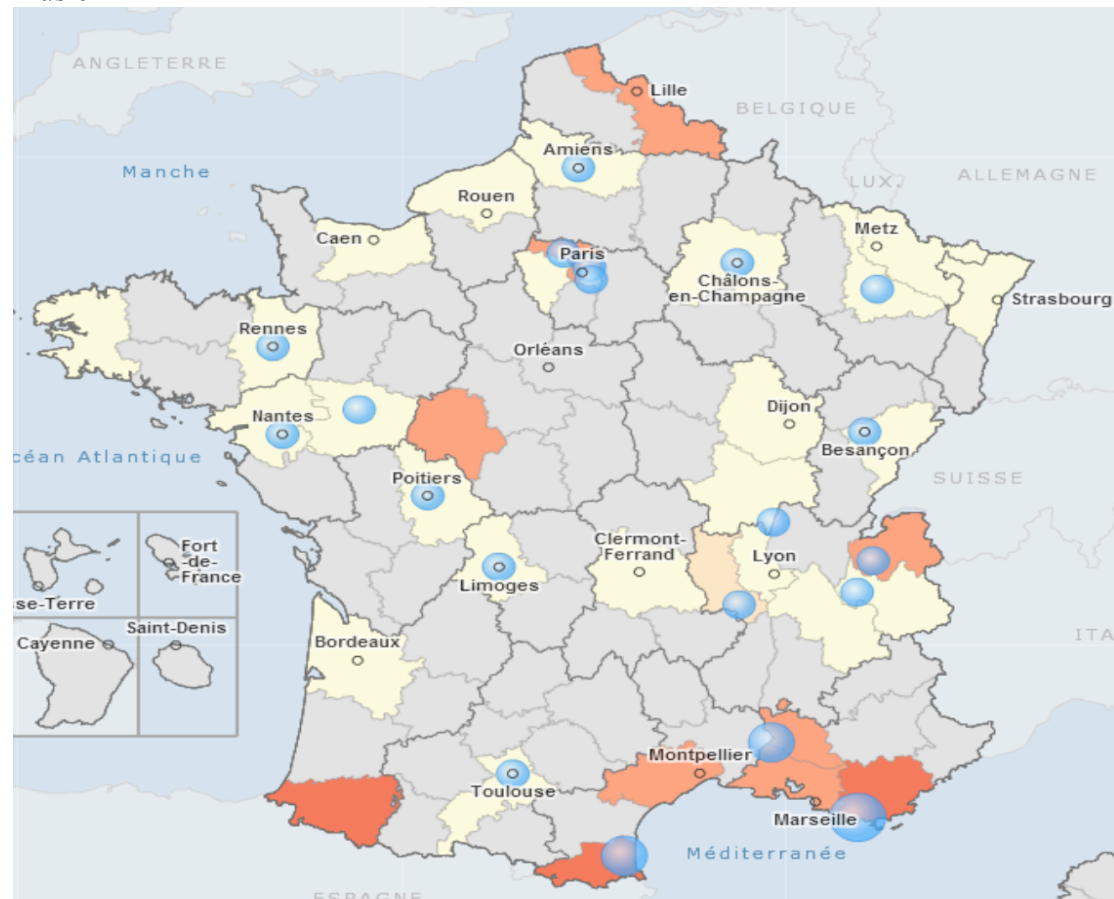 ANGLETERRE
Lille
BELGIQUE
Amiens
Manche
LUX.
ALLEMAGNE
Rouen
Metz
Caen
Paris
Châlons-
en-Champagne
Strasbourg
Rennes
Orléans
Dijon
Nantes
Besançon
céan Atlantique
Poitiers
SUISSE
Clermont-
Ferrand
Lyon
Limoges
Fort
-de-
France
sse-Terre
Saint-Denis
Cayenne
Bordeaux
ITA
Montpellier
Toulouse
Marseille
Méditerranée
ESPAGNE